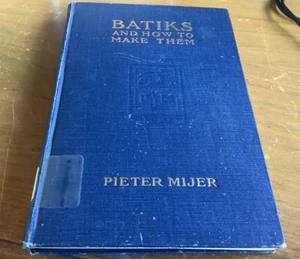 BATIKS
AND HOW TO
MAKE THEM
PIETER MIJER